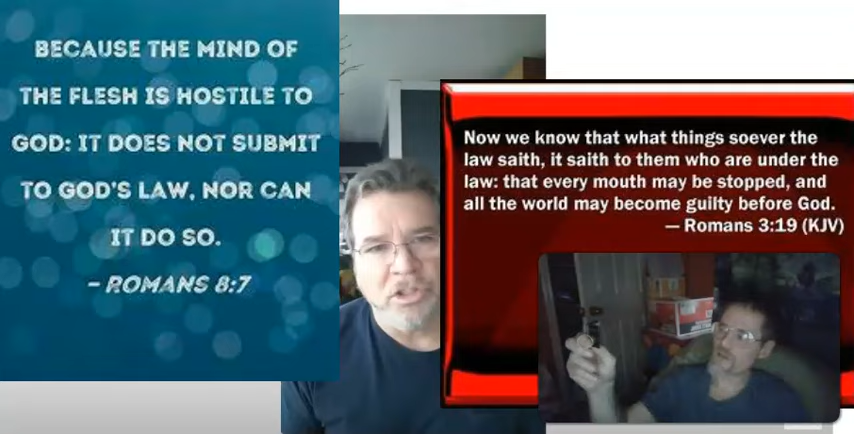 BECAUSE THE MIND OF
THE FLESH IS HOSTILE TO
GOD: IT DOES NOT SUBMIT
TO GOD'S LAW, NOR CAN
IT DO SO.
- ROMANS 8:7
Now we know that what things soever the
law saith, it saith to them who are under the
law: that every mouth may be stopped, and
all the world may become guilty before God.
— Romans 3:19 (KJV)